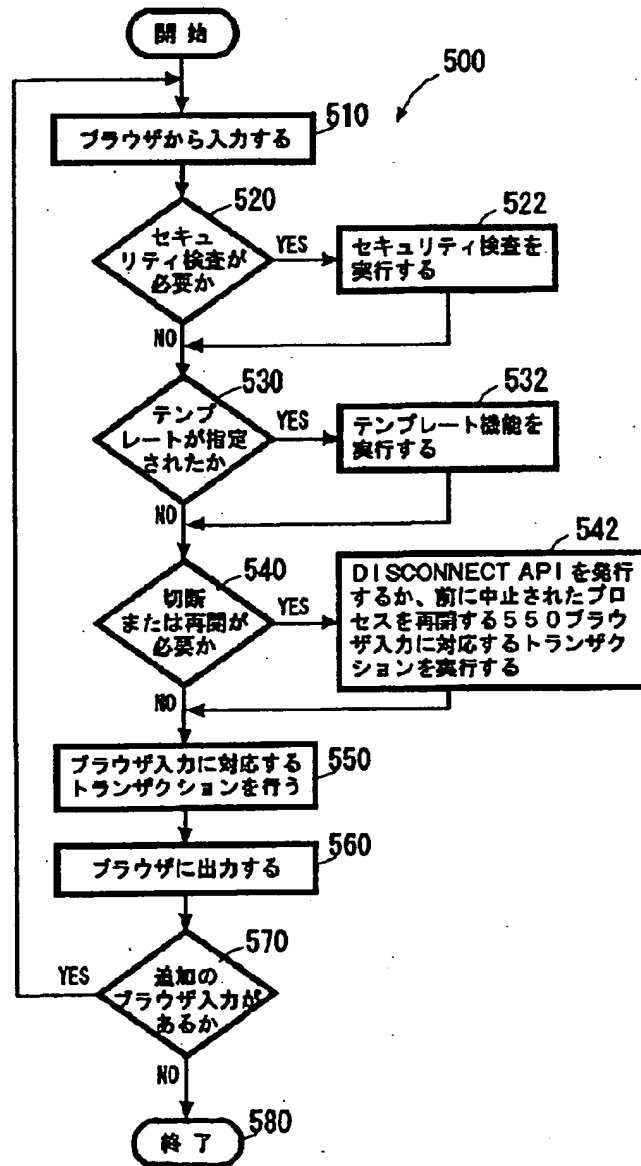 開始
500
510
ブラウザから入力する
520
セキュ
リティ検査が
必要か
YES
522
セキュリティ検査を
実行する
NO
530
テンプ
レートが指定
されたか
YES
532
テンプレート機能を
実行する
NO
540
切断
または再開が
必要か
YES
542
DISCONNECT APIを発行
するか、前に中止されたプロ
セスを再開する550ブラウ
ザ入力に対応するトランザク
ションを実行する
NO
550
ブラウザ入力に対応する
トランザクションを行う
560
ブラウザに出力する
570
YES
追加の
ブラウザ入力が
あるか
NO
580
終了